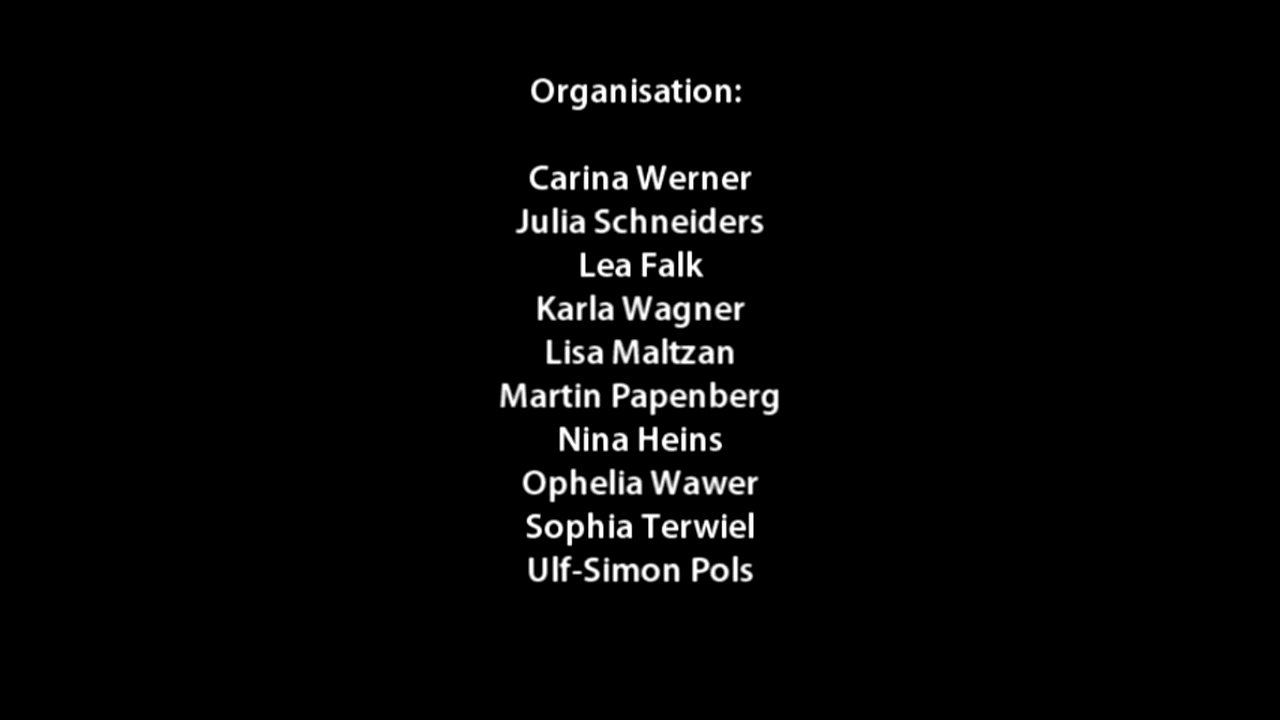 Organisation:
Carina Werner
Julia Schneiders
Lea Falk
Karla Wagner
Lisa Maltzan
Martin Papenberg
Nina Heins
Ophelia Wawer
Sophia Terwiel
Ulf-Simon Pols